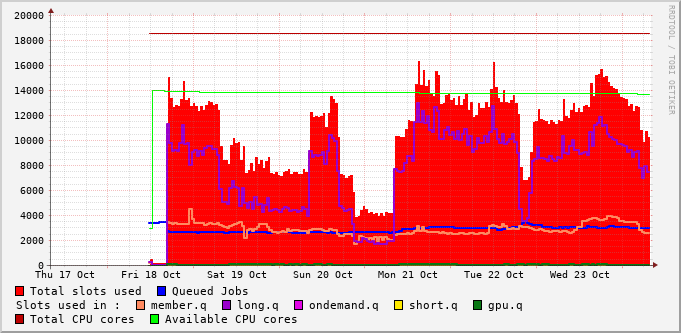 20000
18000
16000
14000
12000
10000
8000
6000
4000
2000
0
Thu 17 Oct Fri 18 Oct Sat 19 Oct Sun 20 Oct Mon 21 Oct Tue 22 Oct Wed 23 Oct
RRDTOOL / TOBI OETIKER
Total slots used Queued Jobs
Slots used in : member.q long.q ondemand.q short.q gpu.q
Total CPU cores Available CPU cores